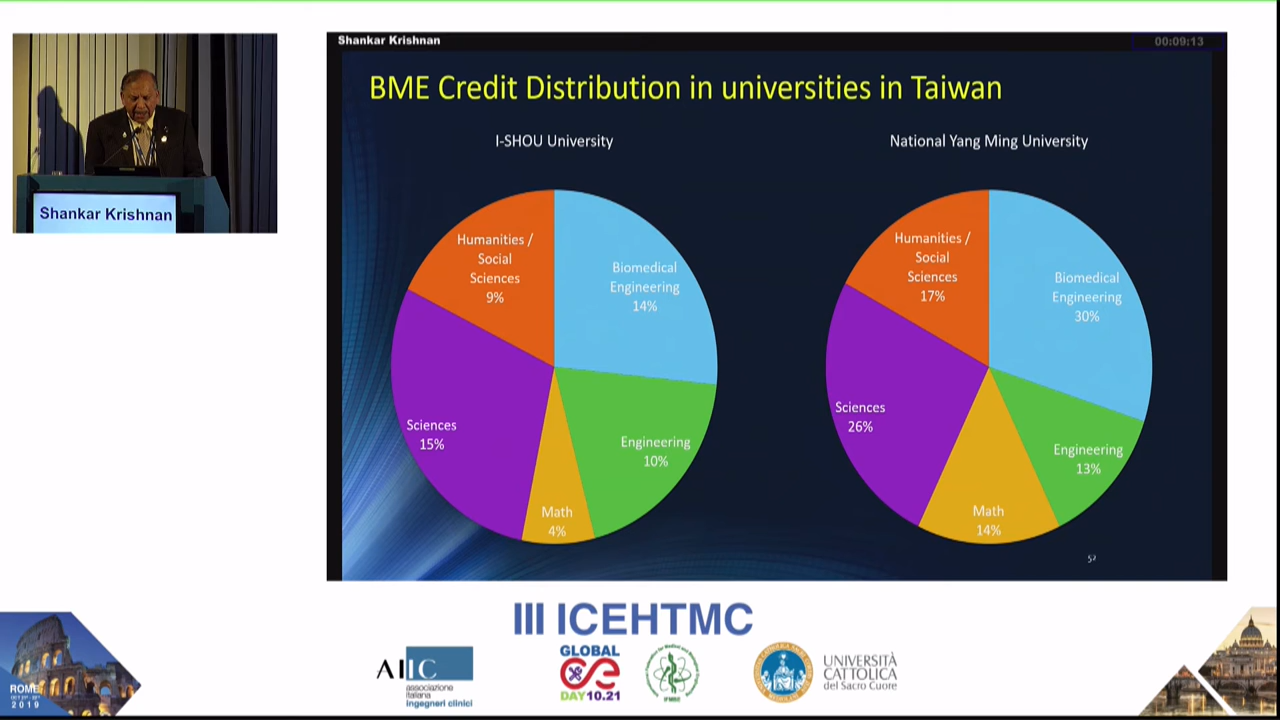 Shankar Krishnan
00:09:13
BME Credit Distribution in universities in Taiwan
I-SHOU University
Humanities /
Social
Sciences
9%
Biomedical
Engineering
14%
Sciences
15%
Engineering
10%
Math
4%
National Yang Ming University
Humanities /
Social
Sciences
17%
Biomedical
Engineering
30%
Sciences
26%
Engineering
13%
Math
14%
52
Shankar Krishnan
III ICEHTMC
ROME
2019
AIIC
associazione
italiana
ingegneri clinici
GLOBAL
CE
DAY 10.21
IFMBE
UNIVERSITÀ
CATTOLICA
del Sacro Cuore